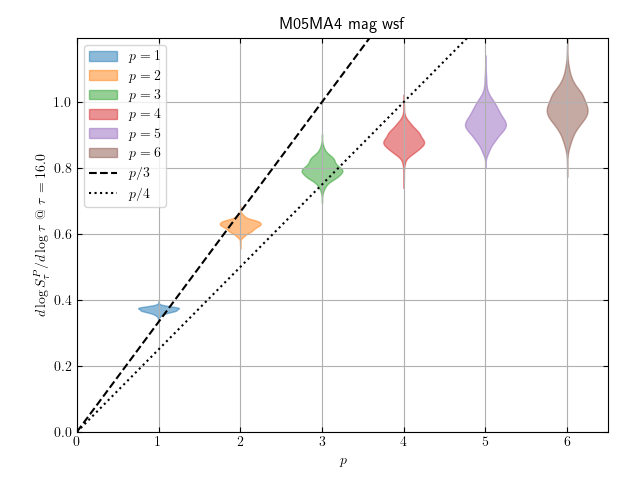 M05MA4 mag wsf
p = 1
p = 2
p = 3
p = 4
p = 5
p = 6
p/3
p/4
d log S_τ^P / d log τ @ τ = 16.0
0.0
0.2
0.4
0.6
0.8
1.0
0 1 2 3 4 5 6
p